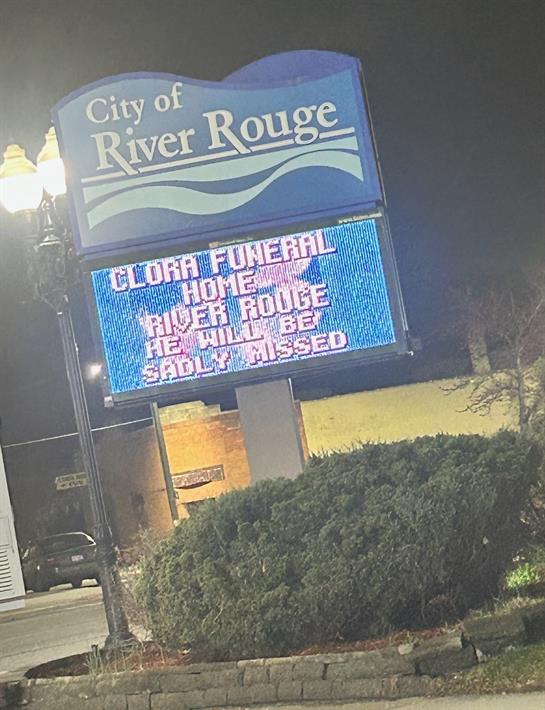 City of
River Rouge
CLORA FUNERAL
HOME
RIVER ROUGE
HE WILL BE
SADLY MISSED